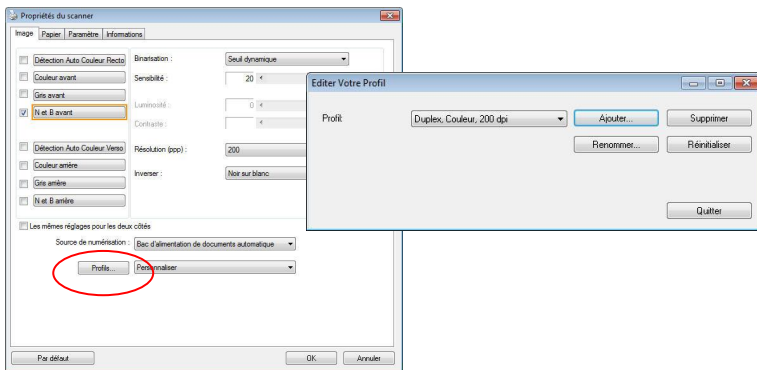 Propriétés du scanner
Image Papier Paramètre Informations
Détection Auto Couleur Recto
Couleur avant
Gris avant
N et B avant
Détection Auto Couleur Verso
Couleur arrière
Gris arrière
N et B arrière
Binarisation : Seuil dynamique
Sensibilité : 20
Luminosité : 0
Contraste :
Résolution (ppp) : 200
Inverser : Noir sur blanc
Les mêmes réglages pour les deux côtés
Source de numérisation : Bac d'alimentation de documents automatique
Profils... Personnaliser
Par défaut OK Annuler
Editer Votre Profil
Profil: Duplex, Couleur, 200 dpi Ajouter... Supprimer
Renommer... Réinitialiser
Quitter